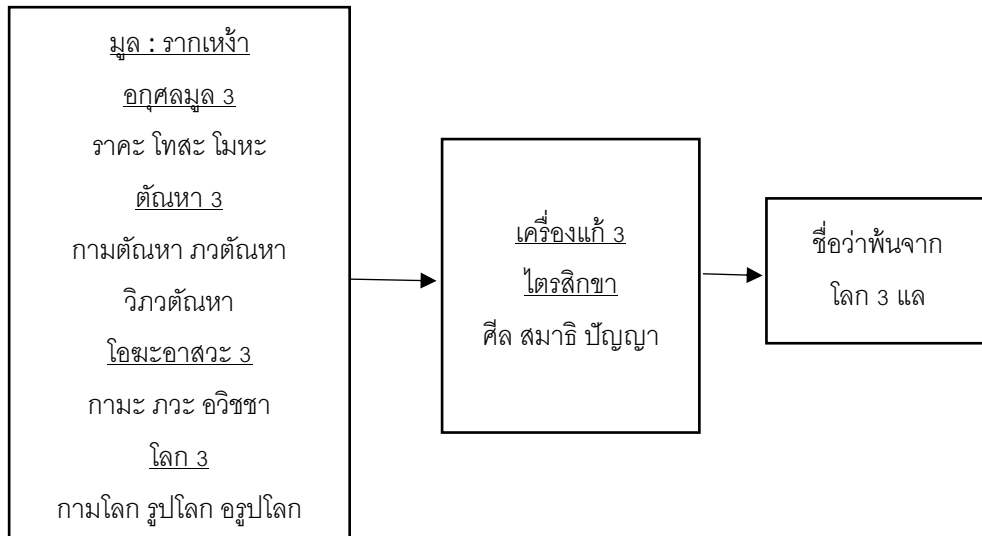 มูล : รากเหง้า
อกุศลมูล 3
ราคะ โทสะ โมหะ
ตัณหา 3
กามตัณหา ภวตัณหา
วิภวตัณหา
โอฆะอาสวะ 3
กามะ ภวะ อวิชชา
โลก 3
กามโลก รูปโลก อรูปโลก
เครื่องแก้ 3
ไตรสิกขา
ศีล สมาธิ ปัญญา
ชื่อว่าพ้นจาก
โลก 3 แล